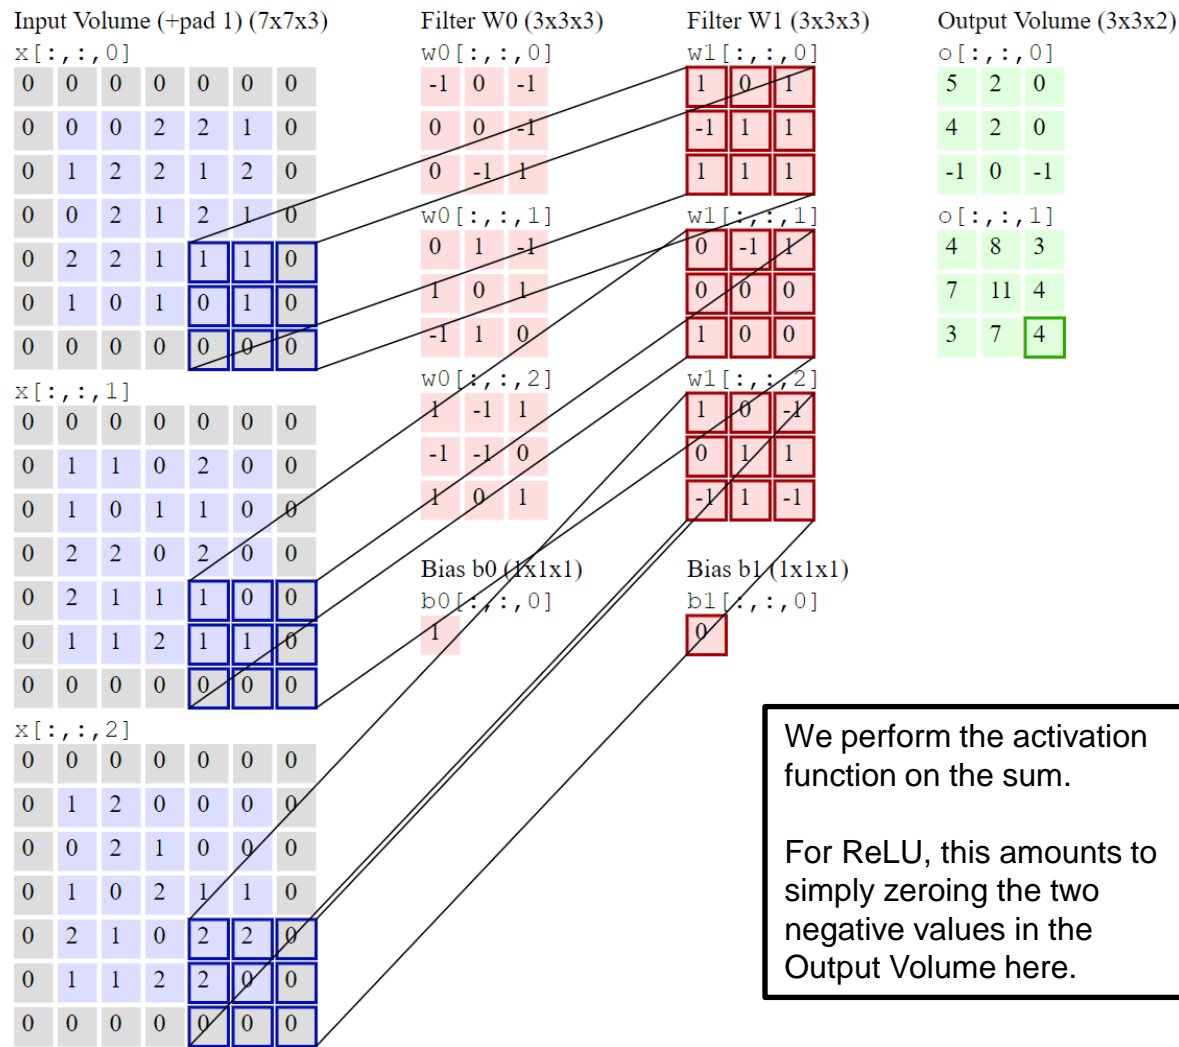 Input Volume (+pad 1) (7x7x3)
x[:,:,0]
0 0 0 0 0 0 0
0 0 0 2 2 1 0
0 1 2 2 1 2 0
0 0 2 1 2 1 0
0 2 2 1 1 1 0
0 1 0 1 0 1 0
0 0 0 0 0 0 0
x[:,:,1]
0 0 0 0 0 0 0
0 1 1 0 2 0 0
0 1 0 1 1 0 0
0 2 2 0 2 0 0
0 2 1 1 1 0 0
0 1 1 2 1 1 0
0 0 0 0 0 0 0
x[:,:,2]
0 0 0 0 0 0 0
0 1 2 0 0 0 0
0 0 2 1 0 0 0
0 1 0 2 1 1 0
0 2 1 0 2 2 0
0 1 1 2 2 0 0
0 0 0 0 0 0 0
Filter W0 (3x3x3)
w0[:,:,0]
-1 0 -1
0 0 -1
0 -1 1
w0[:,:,1]
0 1 -1
1 0 1
-1 1 0
w0[:,:,2]
1 -1 1
-1 -1 0
1 0 1
Bias b0 (1x1x1)
b0[:,:,0]
1
Filter W1 (3x3x3)
w1[:,:,0]
1 0 1
-1 1 1
1 1 1
w1[:,:,1]
0 -1 1
0 0 0
1 0 0
w1[:,:,2]
1 0 -1
0 1 1
-1 1 -1
Bias b1 (1x1x1)
b1[:,:,0]
0
Output Volume (3x3x2)
o[:,:,0]
5 2 0
4 2 0
-1 0 -1
o[:,:,1]
4 8 3
7 11 4
3 7 4
We perform the activation
function on the sum.
For ReLU, this amounts to
simply zeroing the two
negative values in the
Output Volume here.